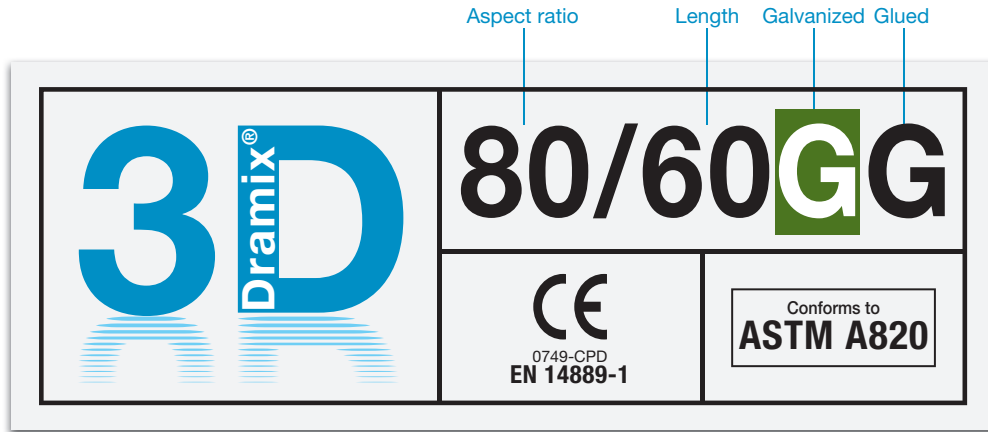 Aspect ratio Length Galvanized Glued
3D
Dramix®
80/60GG
CE
0749-CPD
EN 14889-1
Conforms to
ASTM A820